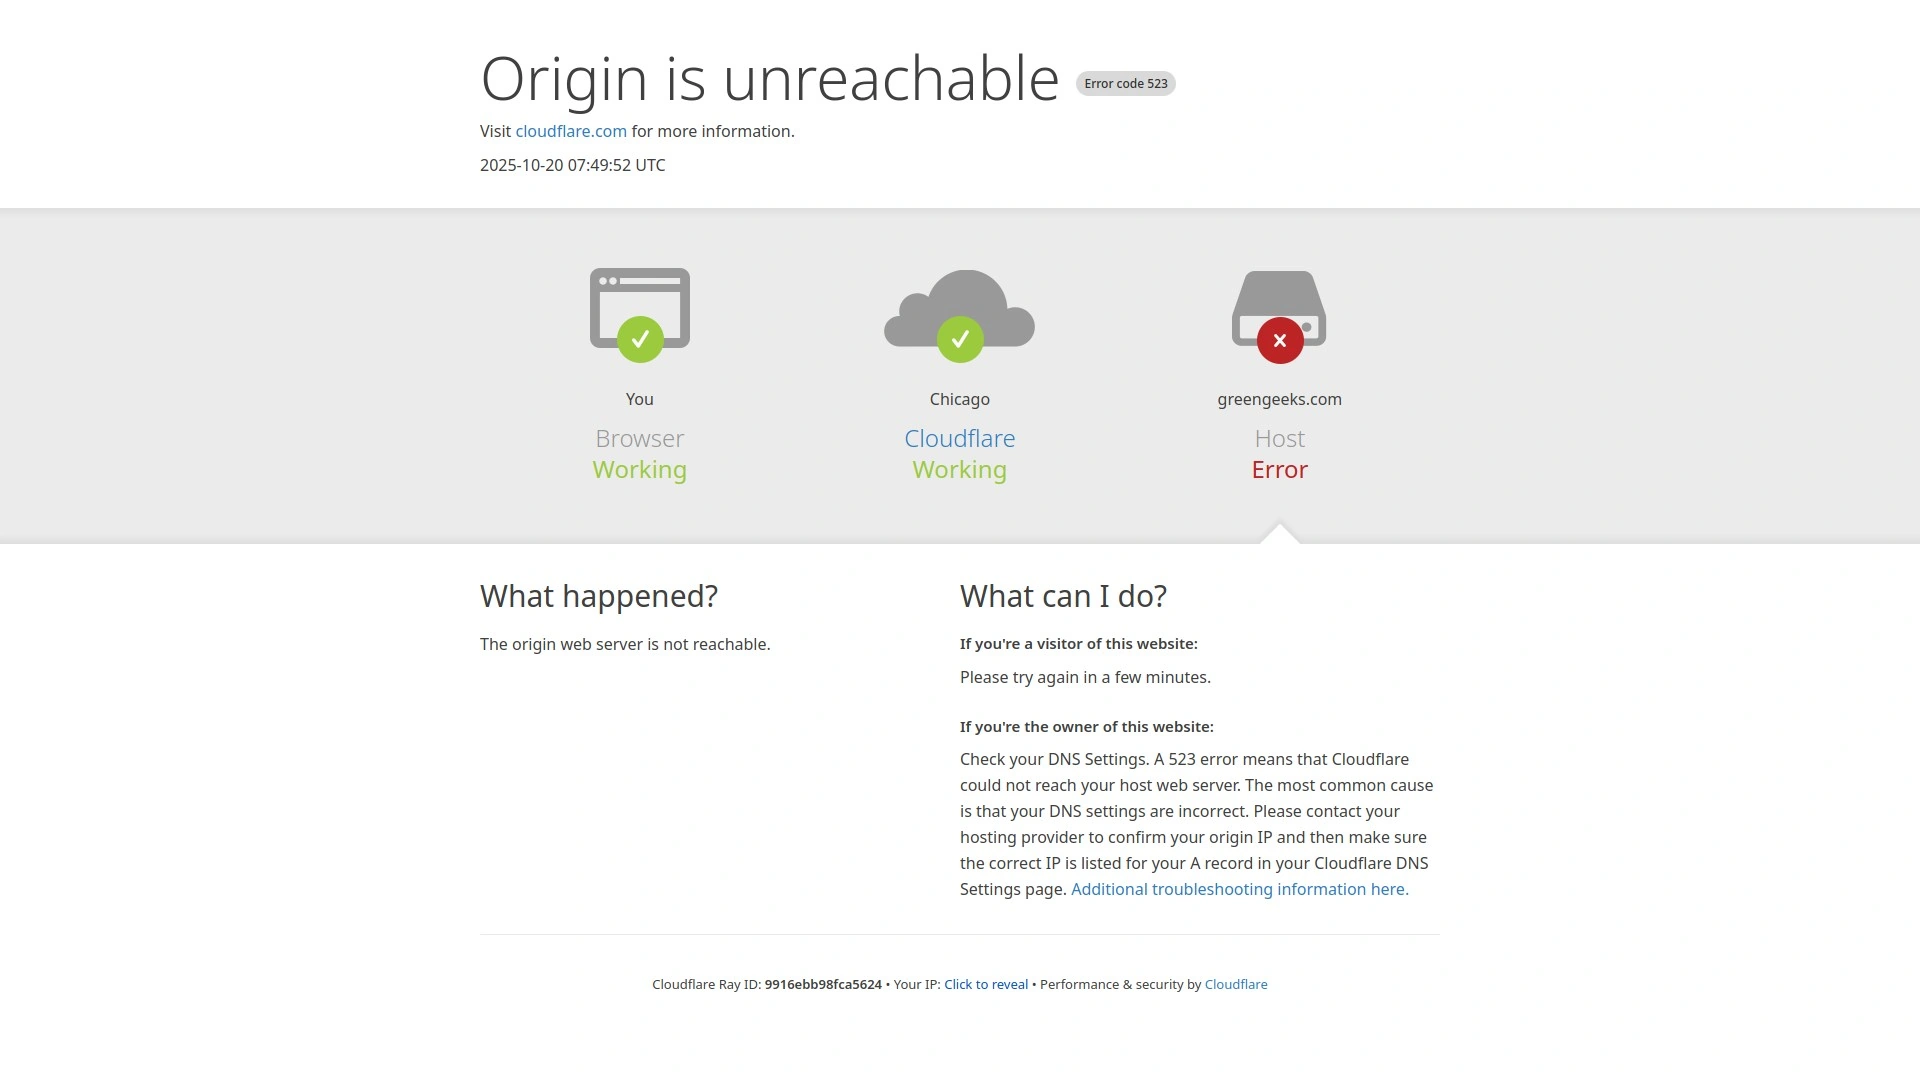 Origin is unreachable Error code 523
Visit cloudflare.com for more information.
2025-10-20 07:49:52 UTC
You
Browser
Working
Chicago
Cloudflare
Working
greengeeks.com
Host
Error
What happened?
The origin web server is not reachable.
What can I do?
If you're a visitor of this website:
Please try again in a few minutes.
If you're the owner of this website:
Check your DNS Settings. A 523 error means that Cloudflare
could not reach your host web server. The most common cause
is that your DNS settings are incorrect. Please contact your
hosting provider to confirm your origin IP and then make sure
the correct IP is listed for your A record in your Cloudflare DNS
Settings page. Additional troubleshooting information here.
Cloudflare Ray ID: 9916ebb98fca5624 • Your IP: Click to reveal • Performance & security by Cloudflare